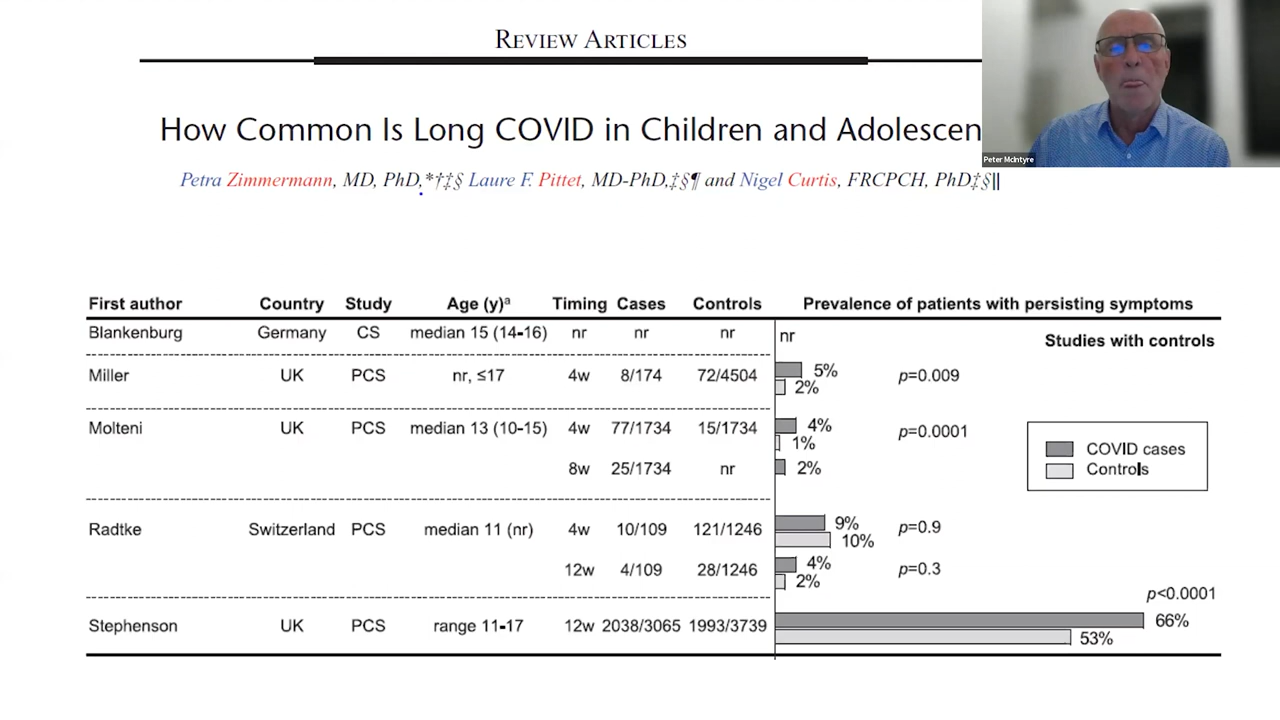 REVIEW ARTICLES
How Common Is Long COVID in Children and Adolescen
Petra Zimmermann, MD, PhD,*†‡§ Laure F. Pittet, MD-PhD,‡§¶ and Nigel Curtis, FRCPCH, PhD‡§||
Peter McIntyre
First author Country Study Age (y)a Timing Cases Controls Prevalence of patients with persisting symptoms
Blankenburg Germany CS median 15 (14-16) nr nr nr nr
Studies with controls
Miller UK PCS nr, ≤17 4w 8/174 72/4504 5% p=0.009
2%
Molteni UK PCS median 13 (10-15) 4w 77/1734 15/1734 4% p=0.0001
1%
8w 25/1734 nr 2%
COVID cases
Controls
Radtke Switzerland PCS median 11 (nr) 4w 10/109 121/1246 9% p=0.9
10%
12w 4/109 28/1246 4% p=0.3
2%
p<0.0001
Stephenson UK PCS range 11-17 12w 2038/3065 1993/3739 66%
53%